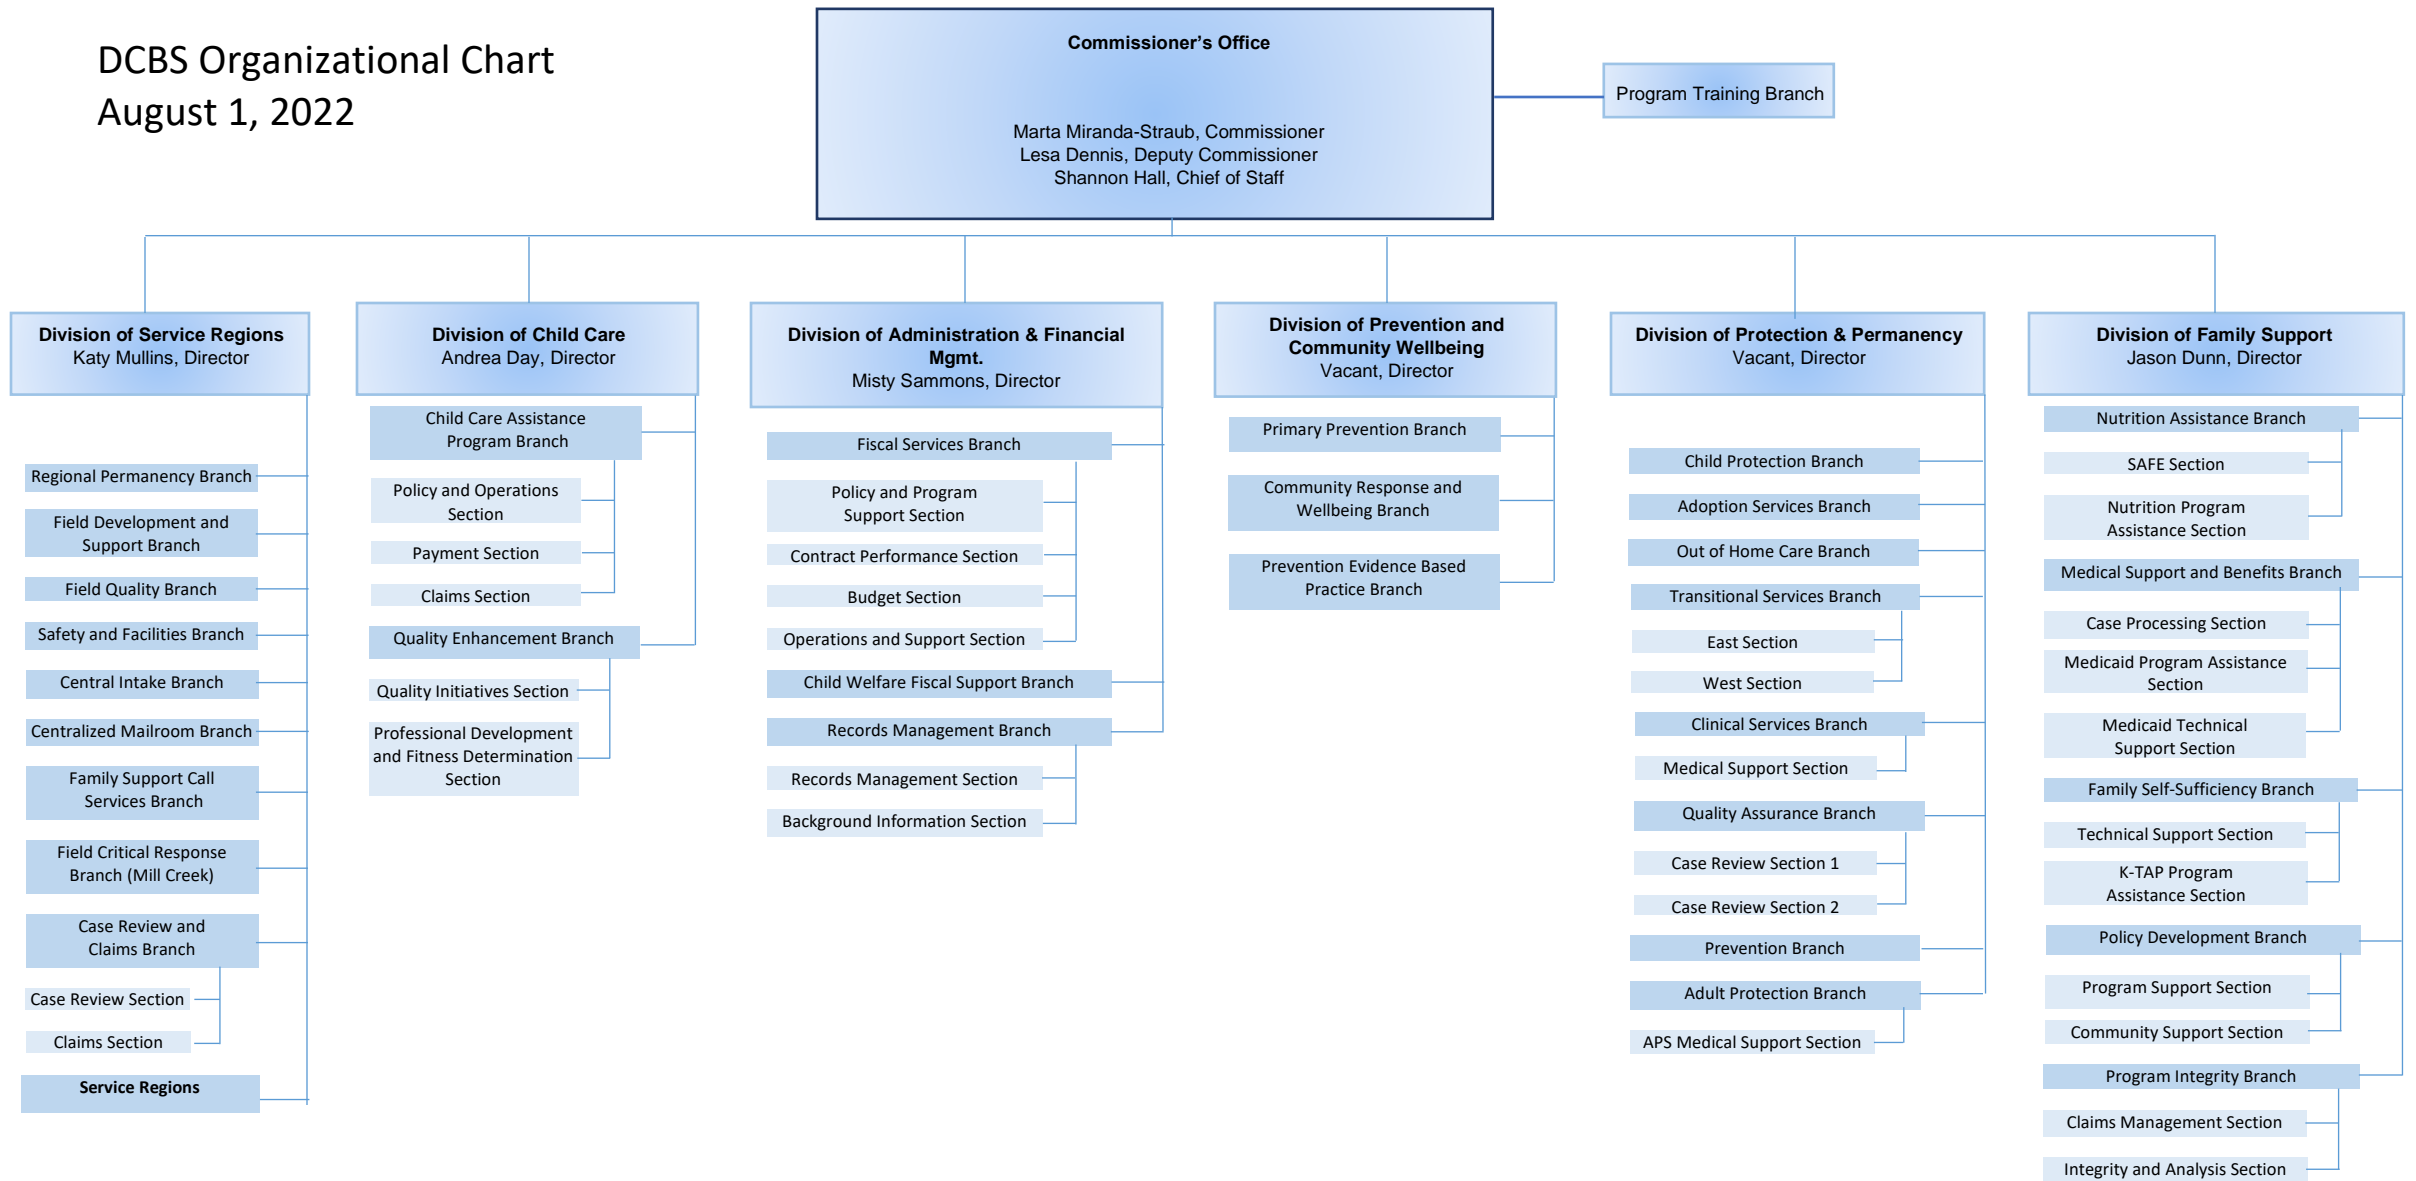 DCBS Organizational Chart
August 1, 2022
Commissioner's Office
Marta Miranda-Straub, Commissioner
Lesa Dennis, Deputy Commissioner
Shannon Hall, Chief of Staff
Program Training Branch
Division of Service Regions
Katy Mullins, Director
Regional Permanency Branch
Field Development and
Support Branch
Field Quality Branch
Safety and Facilities Branch
Central Intake Branch
Centralized Mailroom Branch
Family Support Call
Services Branch
Field Critical Response
Branch (Mill Creek)
Case Review and
Claims Branch
Case Review Section
Claims Section
Service Regions
Division of Child Care
Andrea Day, Director
Child Care Assistance
Program Branch
Policy and Operations
Section
Payment Section
Claims Section
Quality Enhancement Branch
Quality Initiatives Section
Professional Development
and Fitness Determination
Section
Division of Administration & Financial
Mgmt.
Misty Sammons, Director
Fiscal Services Branch
Policy and Program
Support Section
Contract Performance Section
Budget Section
Operations and Support Section
Child Welfare Fiscal Support Branch
Records Management Branch
Records Management Section
Background Information Section
Division of Prevention and
Community Wellbeing
Vacant, Director
Primary Prevention Branch
Community Response and
Wellbeing Branch
Prevention Evidence Based
Practice Branch
Division of Protection & Permanency
Vacant, Director
Child Protection Branch
Adoption Services Branch
Out of Home Care Branch
Transitional Services Branch
East Section
West Section
Clinical Services Branch
Medical Support Section
Quality Assurance Branch
Case Review Section 1
Case Review Section 2
Prevention Branch
Adult Protection Branch
APS Medical Support Section
Division of Family Support
Jason Dunn, Director
Nutrition Assistance Branch
SAFE Section
Nutrition Program
Assistance Section
Medical Support and Benefits Branch
Case Processing Section
Medicaid Program Assistance
Section
Medicaid Technical
Support Section
Family Self-Sufficiency Branch
Technical Support Section
K-TAP Program
Assistance Section
Policy Development Branch
Program Support Section
Community Support Section
Program Integrity Branch
Claims Management Section
Integrity and Analysis Section